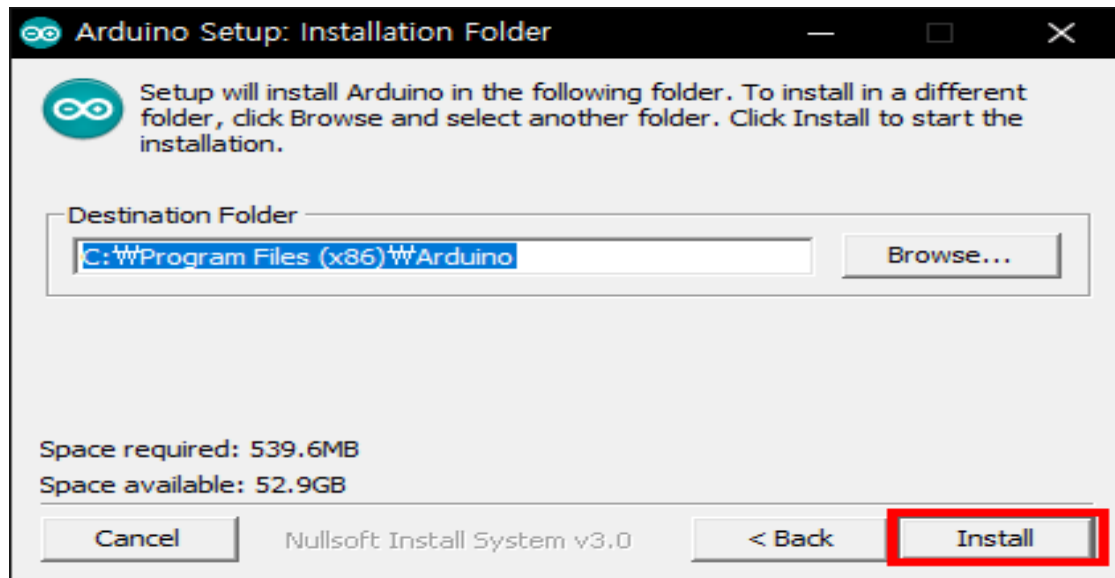 Arduino Setup: Installation Folder
Setup will install Arduino in the following folder. To install in a different
folder, click Browse and select another folder. Click Install to start the
installation.
Destination Folder
C:₩Program Files (x86)₩Arduino
Browse...
Space required: 539.6MB
Space available: 52.9GB
Cancel
Nullsoft Install System v3.0
< Back
Install